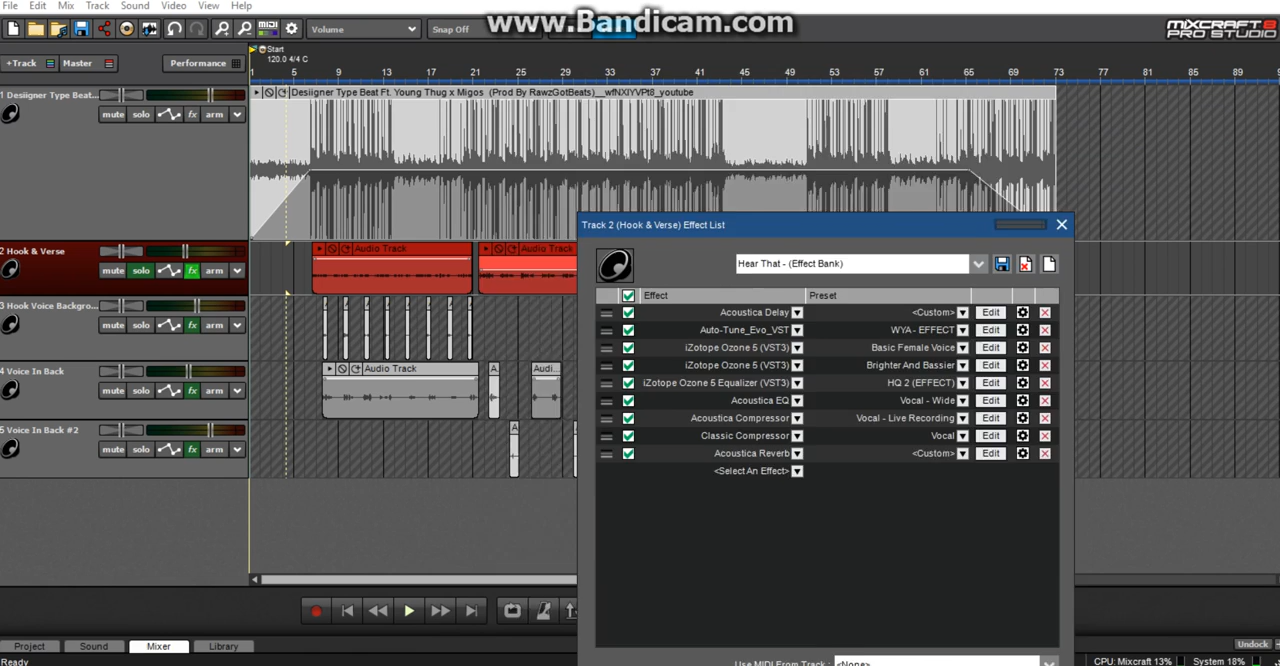 File Edit Mix Track Sound Video View Help
www.Bandicam.com
Volume
Snap Off
MIXCRAFT 8
PRO STUDIO
+Track Master Performance
Start
120.0 4/4 C
1 5 9 13 17 21 25 29 33 37 41 45 49 53 57 61 65 69 73 77 81 85 89 9
1 Desiigner Type Beat...
mute solo fx arm
Desiigner Type Beat Ft. Young Thug x Migos (Prod By RawzGotBeats)__wfNXIYVPt8_youtube
Track 2 (Hook & Verse) Effect List
2 Hook & Verse
mute solo fx arm
Audio Track
Audio Track
Hear That - (Effect Bank)
Effect Preset
3 Hook Voice Backgro...
mute solo fx arm
Acoustica Delay <Custom> Edit
Auto-Tune_Evo_VST WYA - EFFECT Edit
iZotope Ozone 5 (VST3) Basic Female Voice Edit
iZotope Ozone 5 (VST3) Brighter And Bassier Edit
iZotope Ozone 5 Equalizer (VST3) HQ 2 (EFFECT) Edit
Acoustica EQ Vocal - Wide Edit
Acoustica Compressor Vocal - Live Recording Edit
Classic Compressor Vocal Edit
Acoustica Reverb <Custom> Edit
<Select An Effect>
4 Voice In Back
mute solo fx arm
Audio Track
A.
Audi...
5 Voice In Back #2
mute solo fx arm
A
Project Sound Mixer Library
Undock
Ready
Use MIDI From Track : <None>
CPU: Mixcraft 13% System 18%